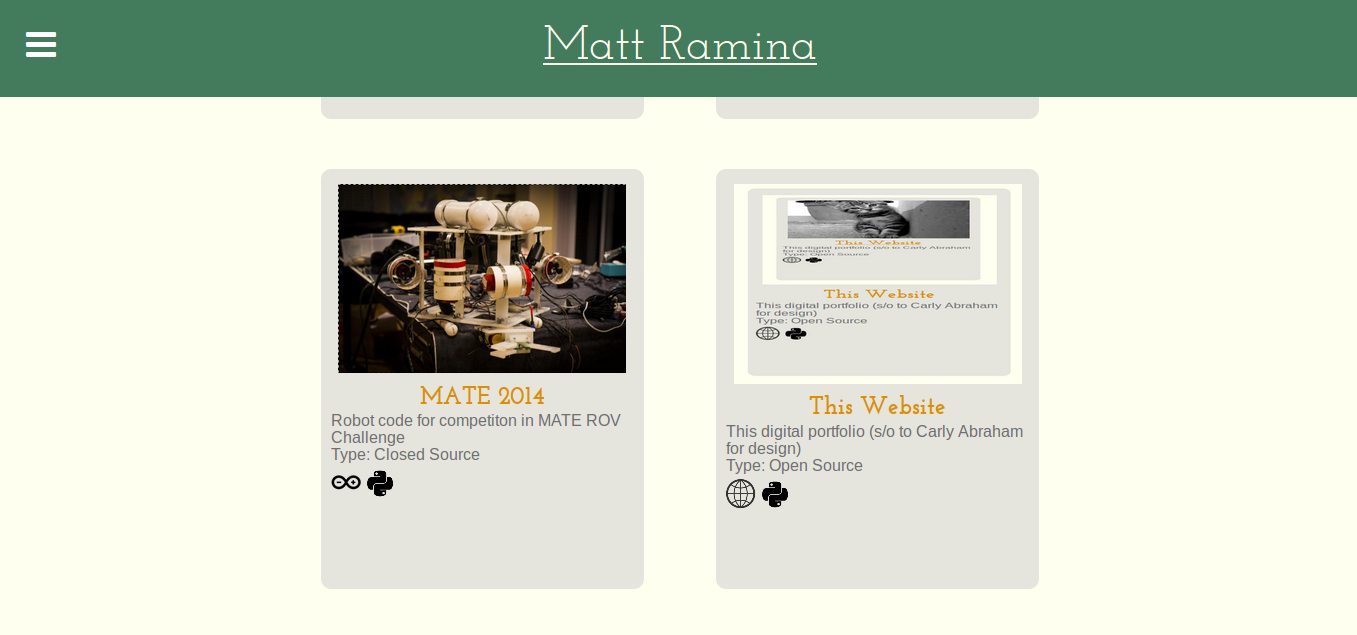 Matt Ramina
MATE 2014
Robot code for competiton in MATE ROV
Challenge
Type: Closed Source
This Website
This digital portfolio (s/o to Carly Abraham
for design)
Type: Open Source
This Website
This digital portfolio (s/o to Carly Abraham
for design)
Type: Open Source
This Website
This digital portfolio (s/o to Carly Abraham
for design)
Type: Open Source